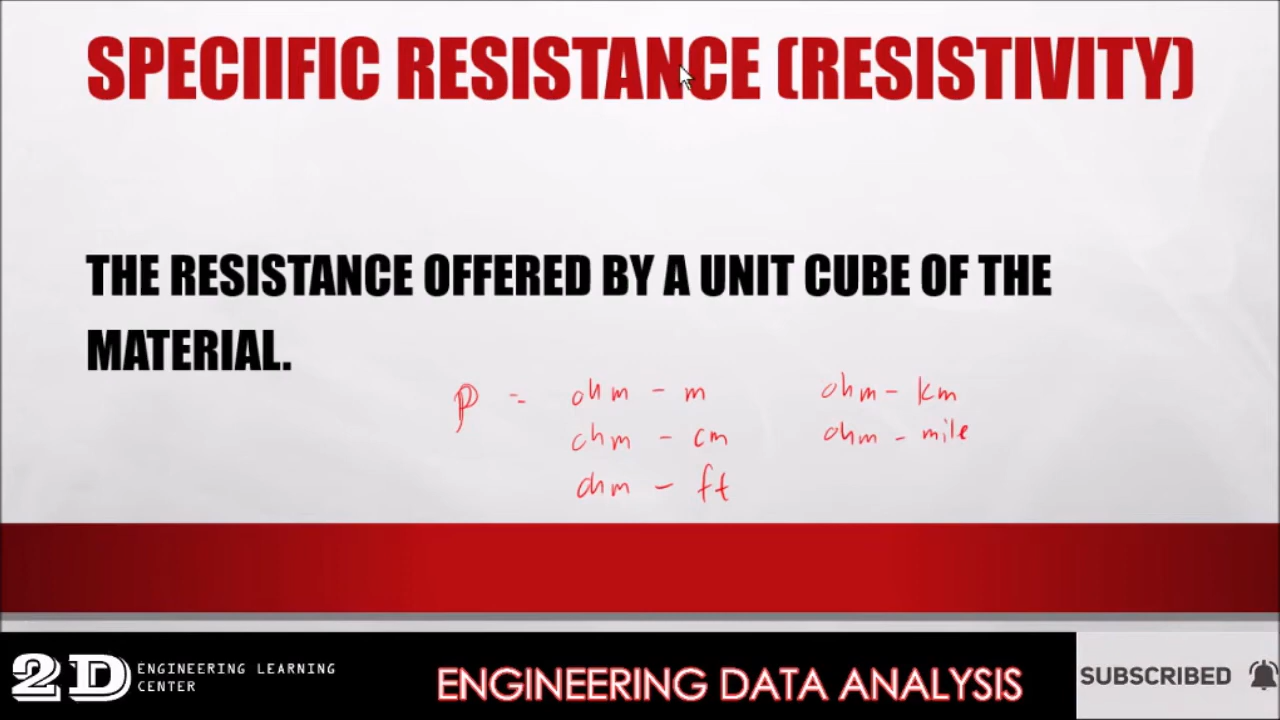 SPECIIFIC RESISTANCE (RESISTIVITY)
THE RESISTANCE OFFERED BY A UNIT CUBE OF THE
MATERIAL.
ρ = ohm - m ohm - km
ohm - cm ohm - mile
ohm - ft
2D ENGINEERING LEARNING
CENTER
ENGINEERING DATA ANALYSIS
SUBSCRIBED